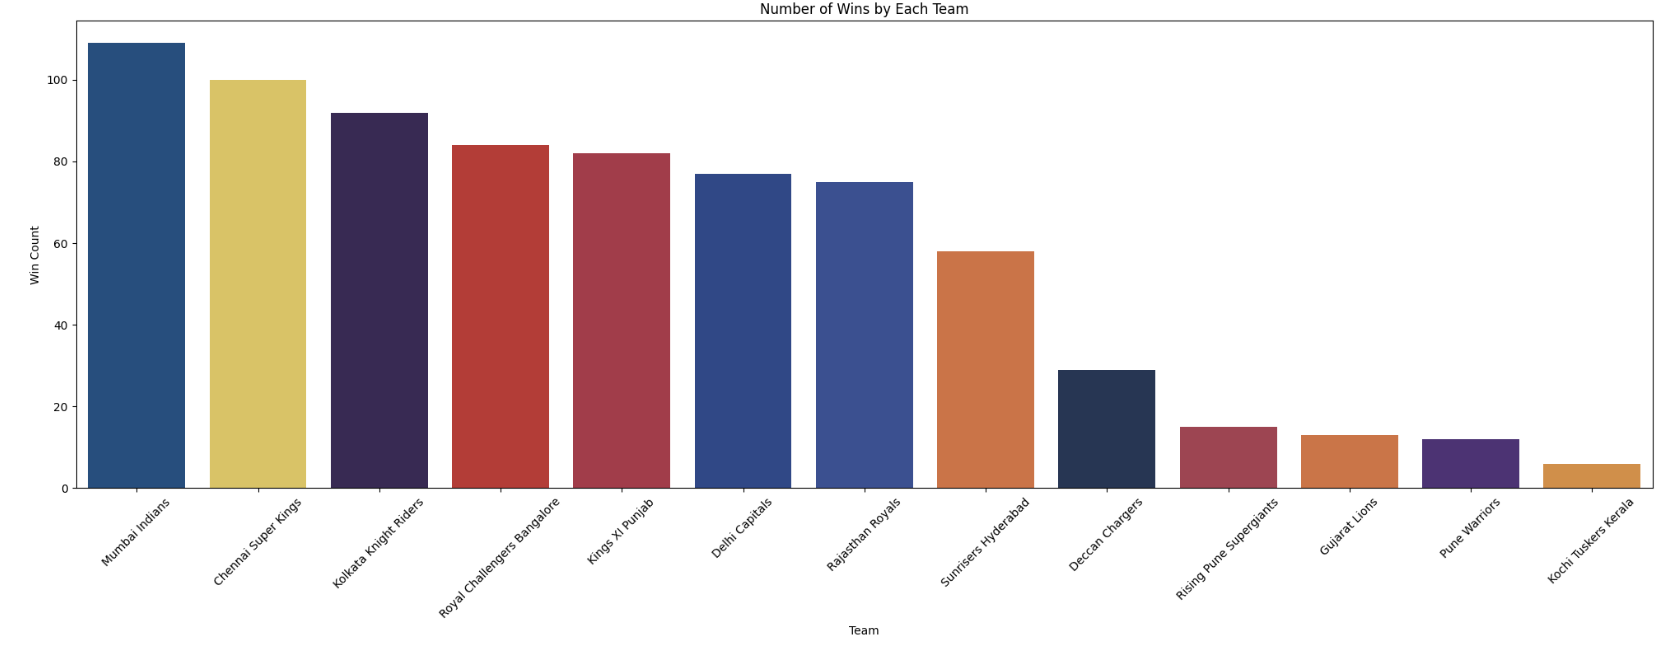 Number of Wins by Each Team
Win Count
100
80
60
40
20
0
Mumbai Indians
Chennai Super Kings
Kolkata Knight Riders
Royal Challengers Bangalore
Kings XI Punjab
Delhi Capitals
Rajasthan Royals
Sunrisers Hyderabad
Deccan Chargers
Rising Pune Supergiants
Gujarat Lions
Pune Warriors
Kochi Tuskers Kerala
Team